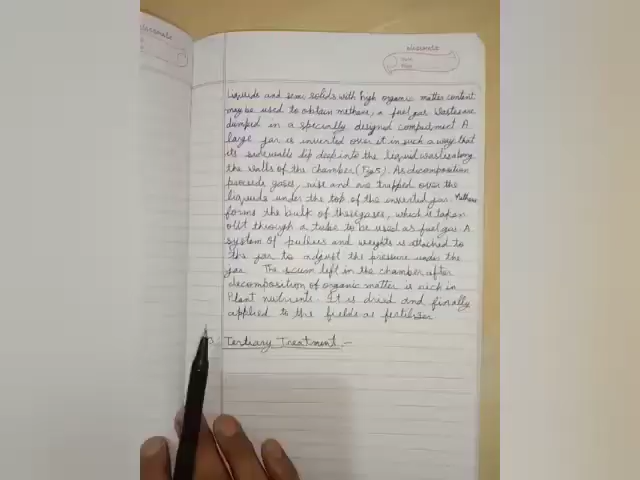 classmate
classmate
Date
Page
Liquids and semi solids with high organic matter content
may be used to obtain methane, a fuel gas. Wastes are
dumped in a specially designed compartment. A
large jar is inverted over it in such a way that
its sidewalls dip deep into the liquid wastes along
the walls of the chamber (Fig 5). As decomposition
proceeds gases, rise and are trapped over the
liquids under the top of the inverted jar. Methane
forms the bulk of these gases, which is taken
out through a tube to be used as fuel gas. A
system of pullies and weights is attached to
the jar to adjust the pressure under the
jar. The scum left in the chamber after
decomposition of organic matter is rich in
Plant nutrients. It is dried and finally
applied to the fields as fertilizer
Tertiary Treatment :-